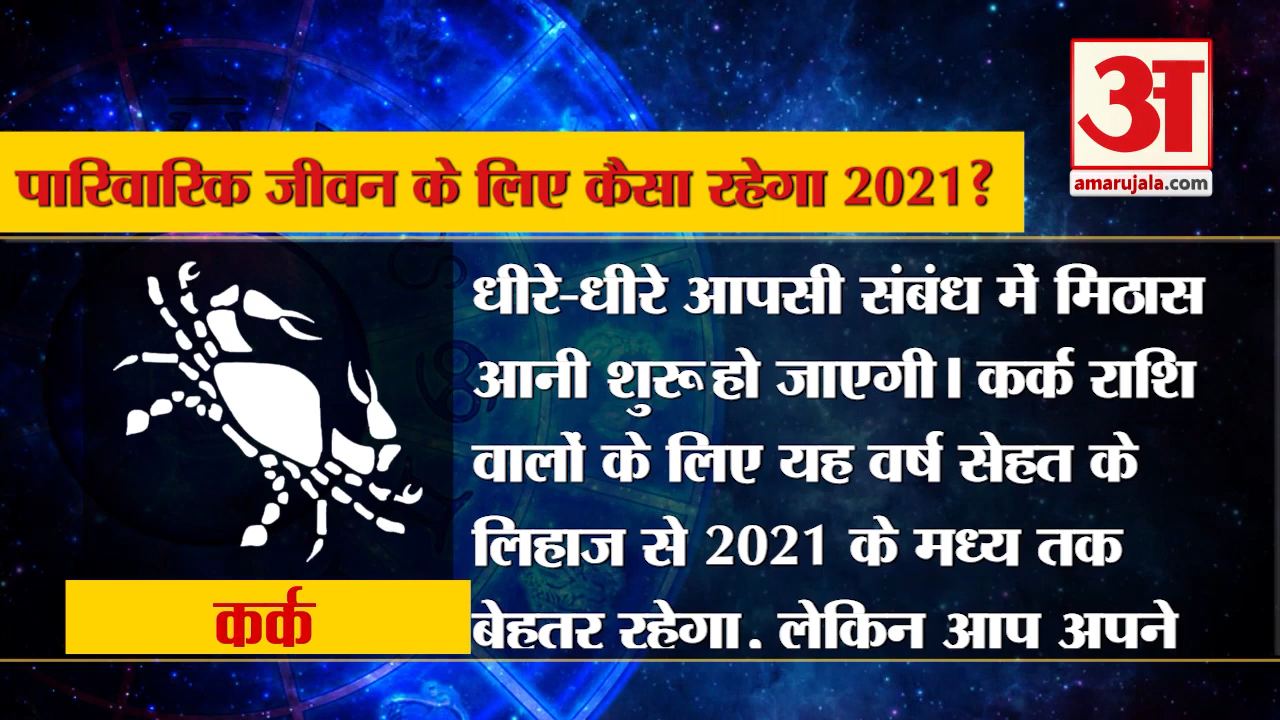 अ
amarujala.com
पारिवारिक जीवन के लिए कैसा रहेगा 2021?
धीरे-धीरे आपसी संबंध में मिठास
आनी शुरू हो जाएगी। कर्क राशि
वालों के लिए यह वर्ष सेहत के
लिहाज से 2021 के मध्य तक
बेहतर रहेगा. लेकिन आप अपने
कर्क